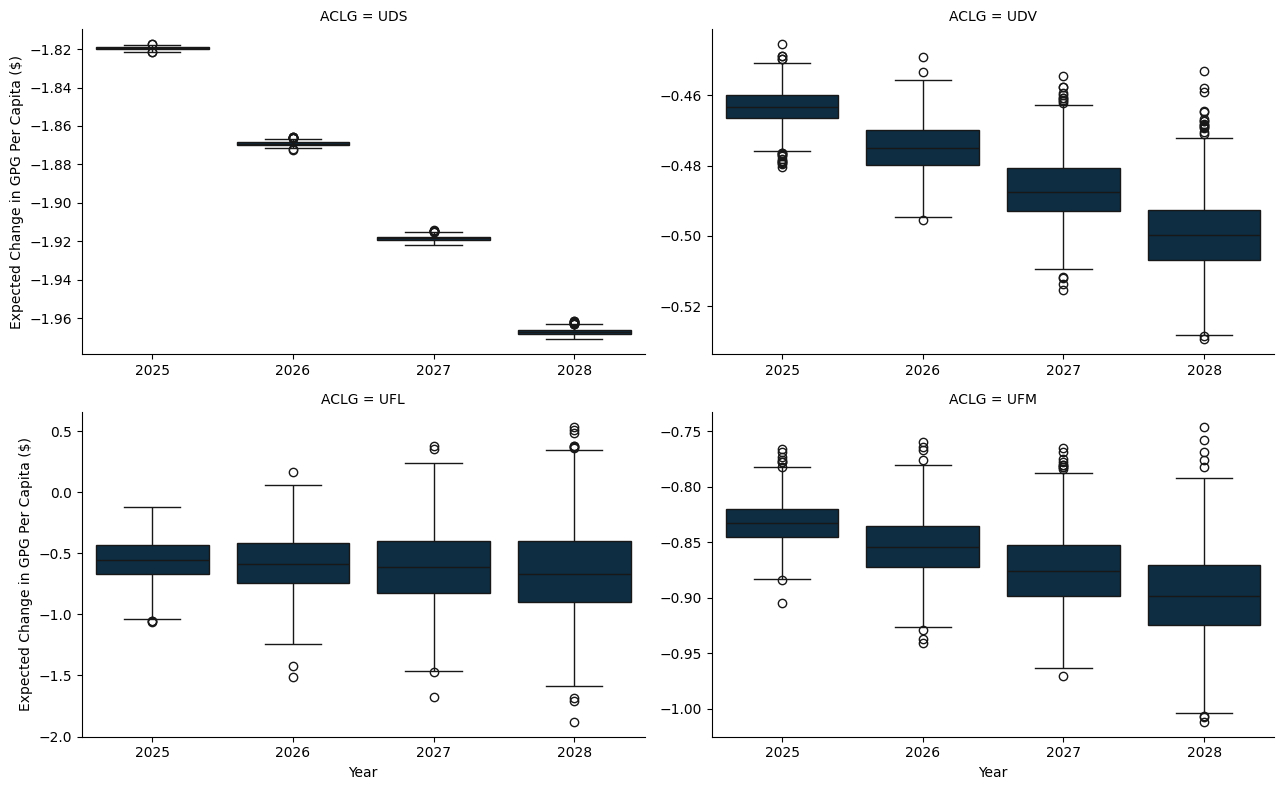 ACLG = UDS
Expected Change in GPG Per Capita ($)
−1.82
−1.84
−1.86
−1.88
−1.90
−1.92
−1.94
−1.96
2025 2026 2027 2028
ACLG = UDV
−0.46
−0.48
−0.50
−0.52
2025 2026 2027 2028
ACLG = UFL
Expected Change in GPG Per Capita ($)
0.5
0.0
−0.5
−1.0
−1.5
−2.0
2025 2026 2027 2028
Year
ACLG = UFM
−0.75
−0.80
−0.85
−0.90
−0.95
−1.00
2025 2026 2027 2028
Year